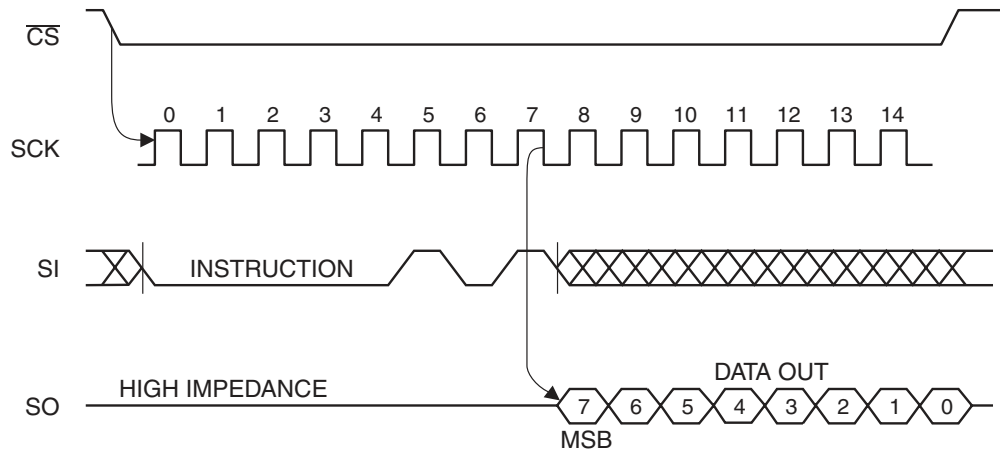 C̅S̅
0 1 2 3 4 5 6 7 8 9 10 11 12 13 14
SCK
SI INSTRUCTION
HIGH IMPEDANCE DATA OUT
SO 7 6 5 4 3 2 1 0
MSB